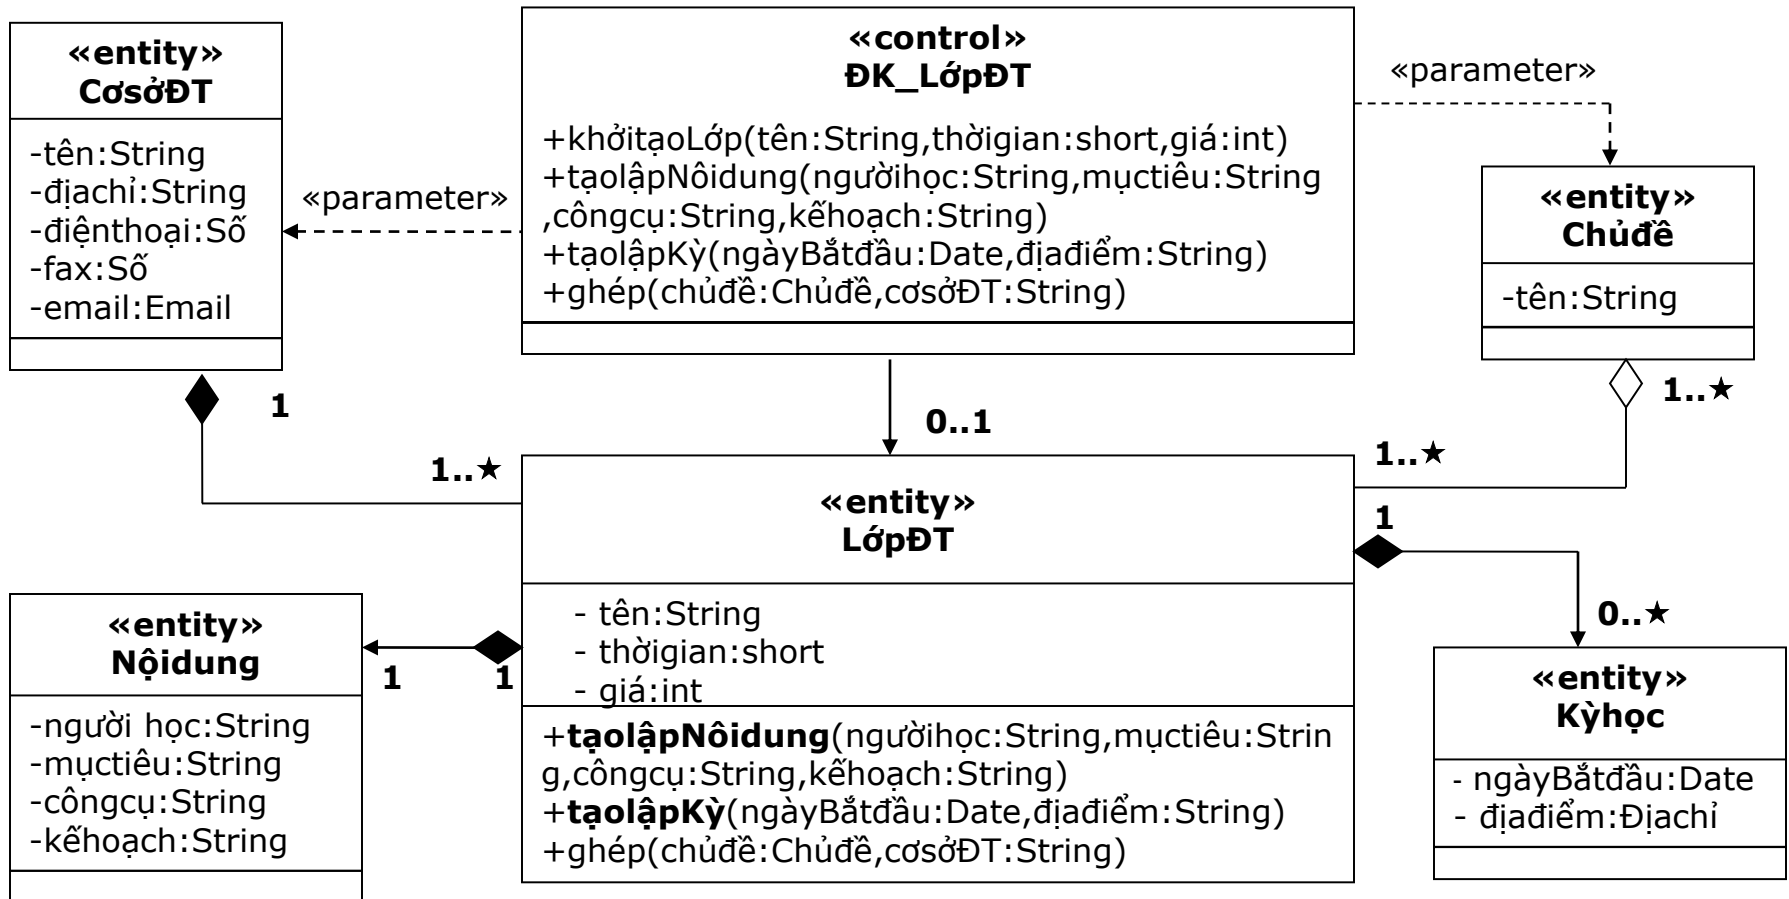 «entity»
CơsởĐT
-tên:String
-địachỉ:String
-điệnthoại:Số
-fax:Số
-email:Email
«parameter»
«control»
ĐK_LớpĐT
+khởitạoLớp(tên:String,thờigian:short,giá:int)
+tạolậpNôidung(ngườihọc:String,mụctiêu:String
,côngcụ:String,kếhoạch:String)
+tạolậpKỳ(ngàyBắtđầu:Date,địađiểm:String)
+ghép(chủđề:Chủđề,cơsởĐT:String)
«parameter»
«entity»
Chủđề
-tên:String
1
1..★
0..1
1..★
1..★
«entity»
LớpĐT
- tên:String
- thờigian:short
- giá:int
+tạolậpNôidung(ngườihọc:String,mụctiêu:Strin
g,côngcụ:String,kếhoạch:String)
+tạolậpKỳ(ngàyBắtđầu:Date,địađiểm:String)
+ghép(chủđề:Chủđề,cơsởĐT:String)
1
0..★
«entity»
Nộidung
-người học:String
-mụctiêu:String
-côngcụ:String
-kếhoạch:String
1
1
«entity»
Kỳhọc
- ngàyBắtđầu:Date
- địađiểm:Địachỉ